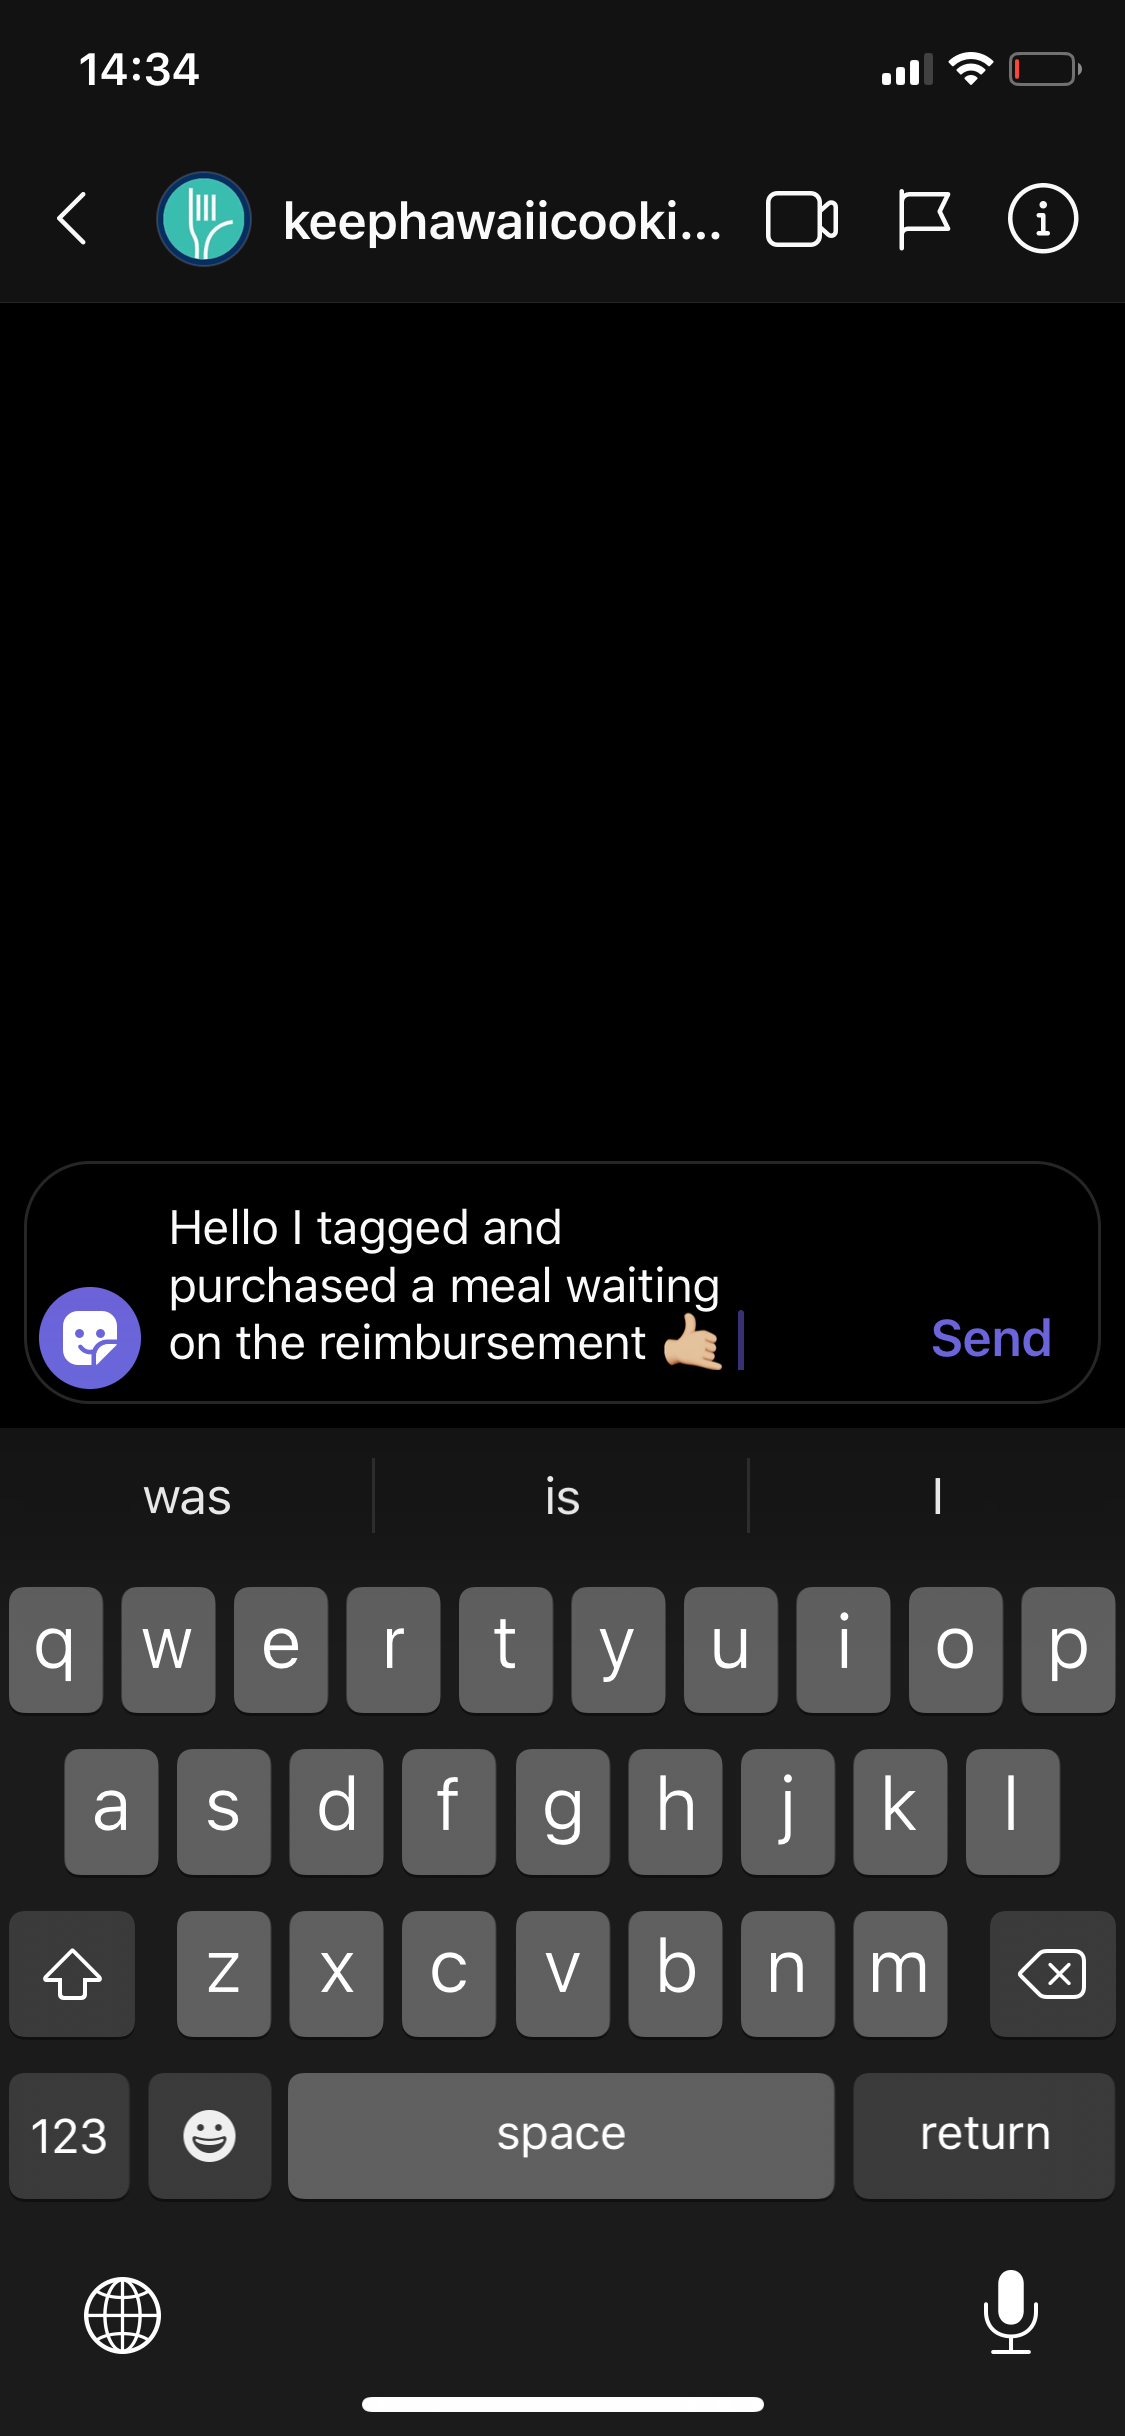 14:34
keephawaiicooki...
Hello I tagged and
purchased a meal waiting
on the reimbursement 🤙🏼
Send
was is I
q w e r t y u i o p
a s d f g h j k l
z x c v b n m
123 space return